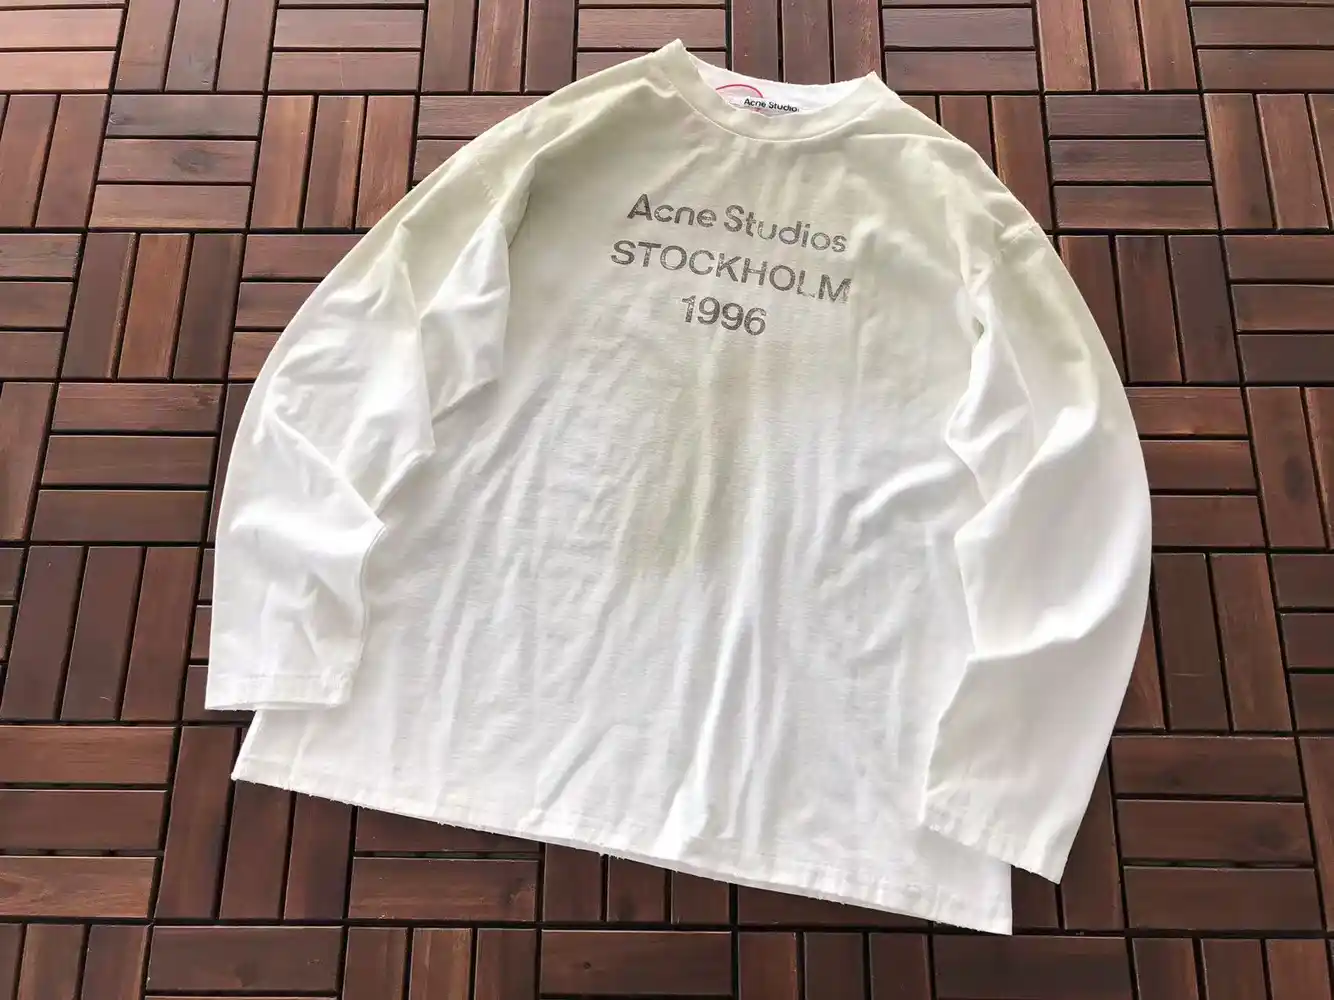 Acne Studios
Acne Studios
STOCKHOLM
1996